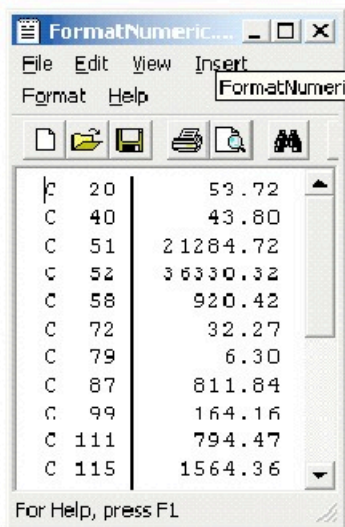 FormatNumeric....
File Edit View Insert
FormatNumeri
Format Help
C 20 53.72
C 40 43.80
C 51 21284.72
C 52 36330.32
C 58 920.42
C 72 32.27
C 79 6.30
C 87 811.84
C 99 164.16
C 111 794.47
C 115 1564.36
For Help, press F1